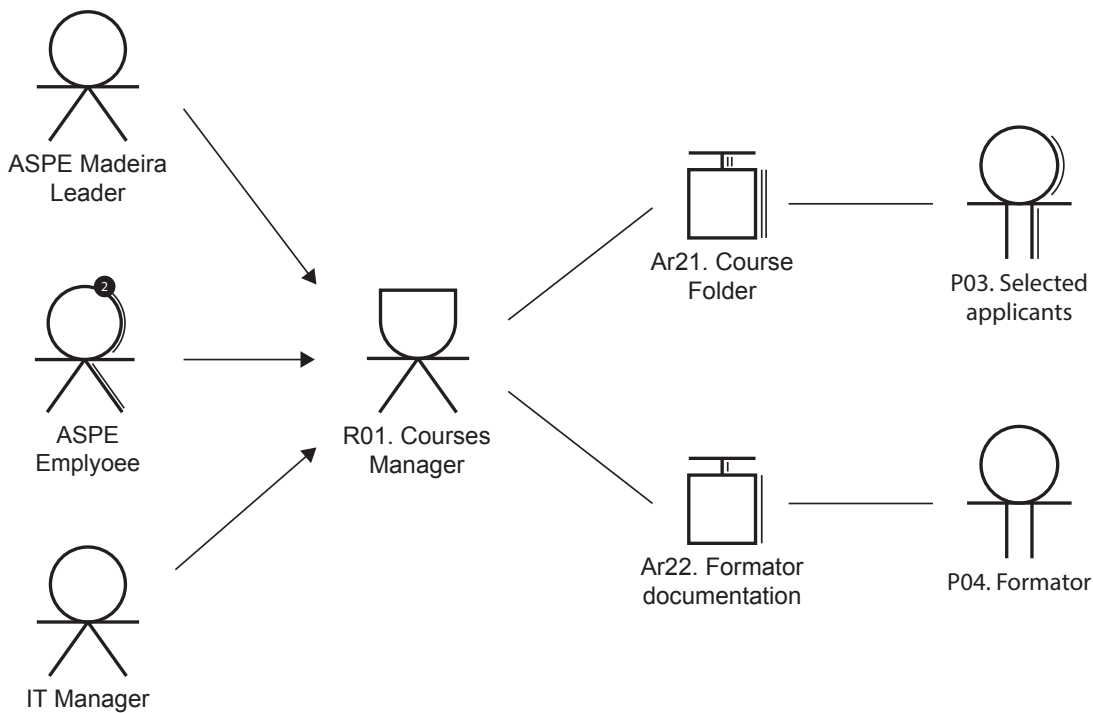 ASPE Madeira
Leader
2
ASPE
Emplyoee
IT Manager
R01. Courses
Manager
Ar21. Course
Folder
Ar22. Formator
documentation
P03. Selected
applicants
P04. Formator